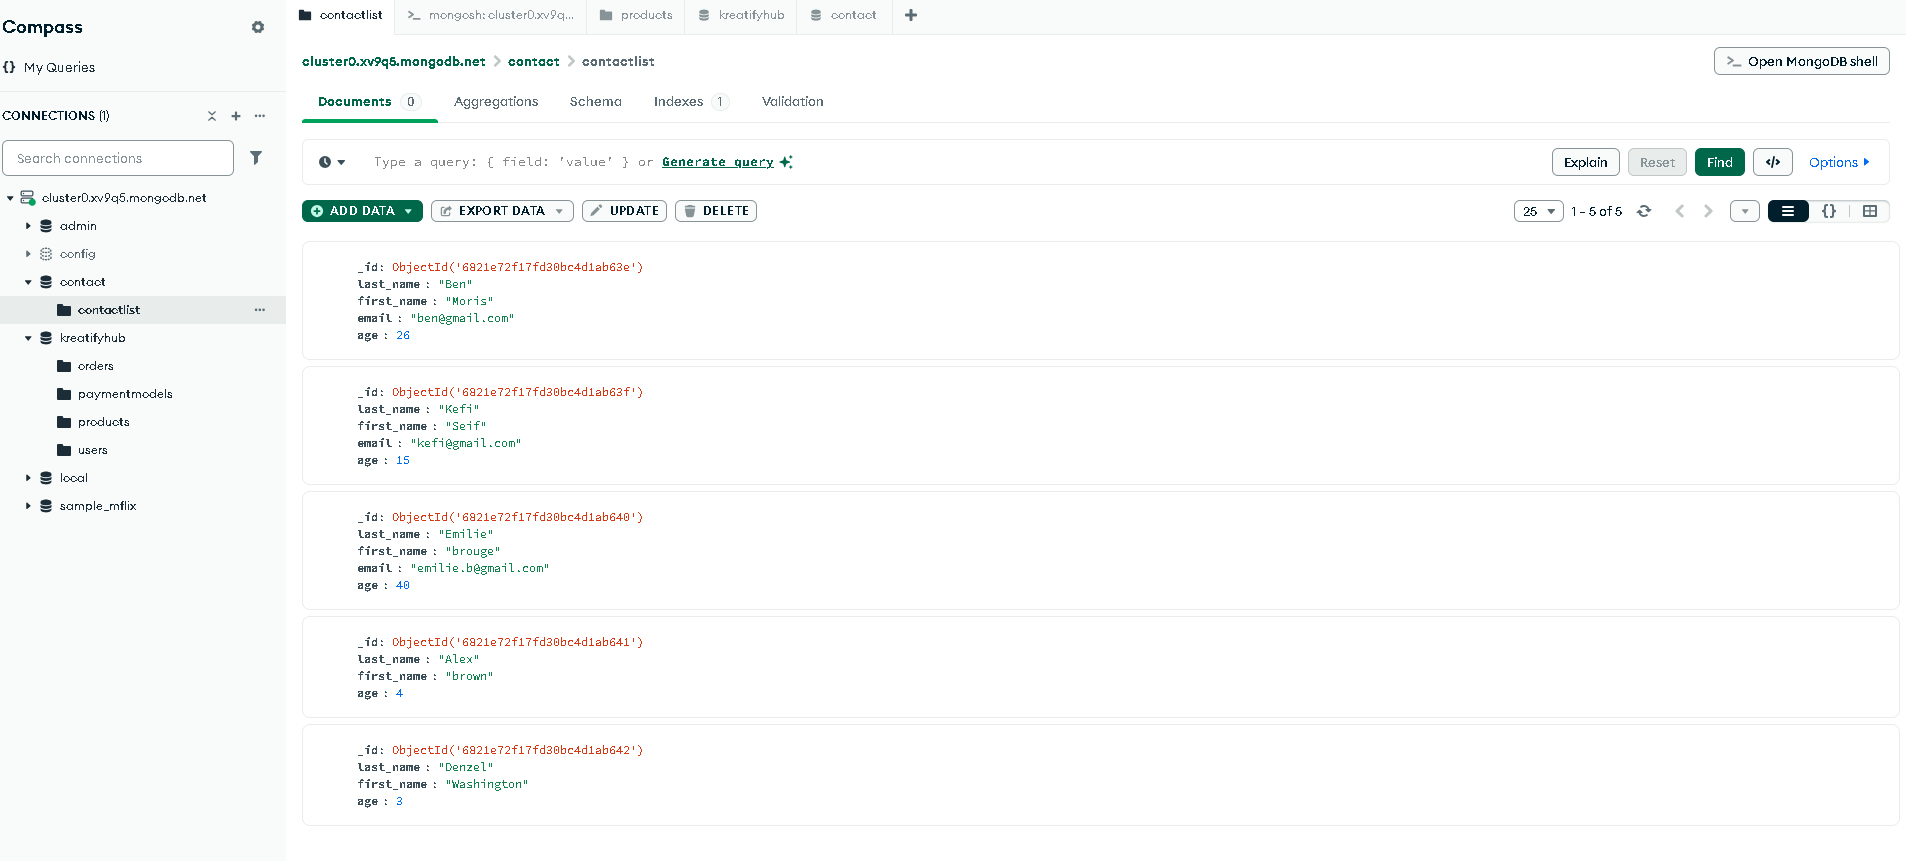 Compass
My Queries
CONNECTIONS (1)
Search connections
cluster0.xv9q5.mongodb.net
admin
config
contact
contactlist
kreatifyhub
orders
paymentmodels
products
users
local
sample_mflix
contactlist
mongosh: cluster0.xv9q...
products
kreatifyhub
contact
cluster0.xv9q5.mongodb.net > contact > contactlist
>_ Open MongoDB shell
Documents 0 Aggregations Schema Indexes 1 Validation
Type a query: { field: 'value' } or Generate query
Explain Reset Find </> Options
ADD DATA EXPORT DATA UPDATE DELETE
25 1 – 5 of 5 {}
_id: ObjectId('6821e72f17fd30bc4d1ab63e')
last_name : "Ben"
first_name : "Moris"
email : "ben@gmail.com"
age : 26
_id: ObjectId('6821e72f17fd30bc4d1ab63f')
last_name : "Kefi"
first_name : "Seif"
email : "kefi@gmail.com"
age : 15
_id: ObjectId('6821e72f17fd30bc4d1ab640')
last_name : "Emilie"
first_name : "brouge"
email : "emilie.b@gmail.com"
age : 40
_id: ObjectId('6821e72f17fd30bc4d1ab641')
last_name : "Alex"
first_name : "brown"
age : 4
_id: ObjectId('6821e72f17fd30bc4d1ab642')
last_name : "Denzel"
first_name : "Washington"
age : 3